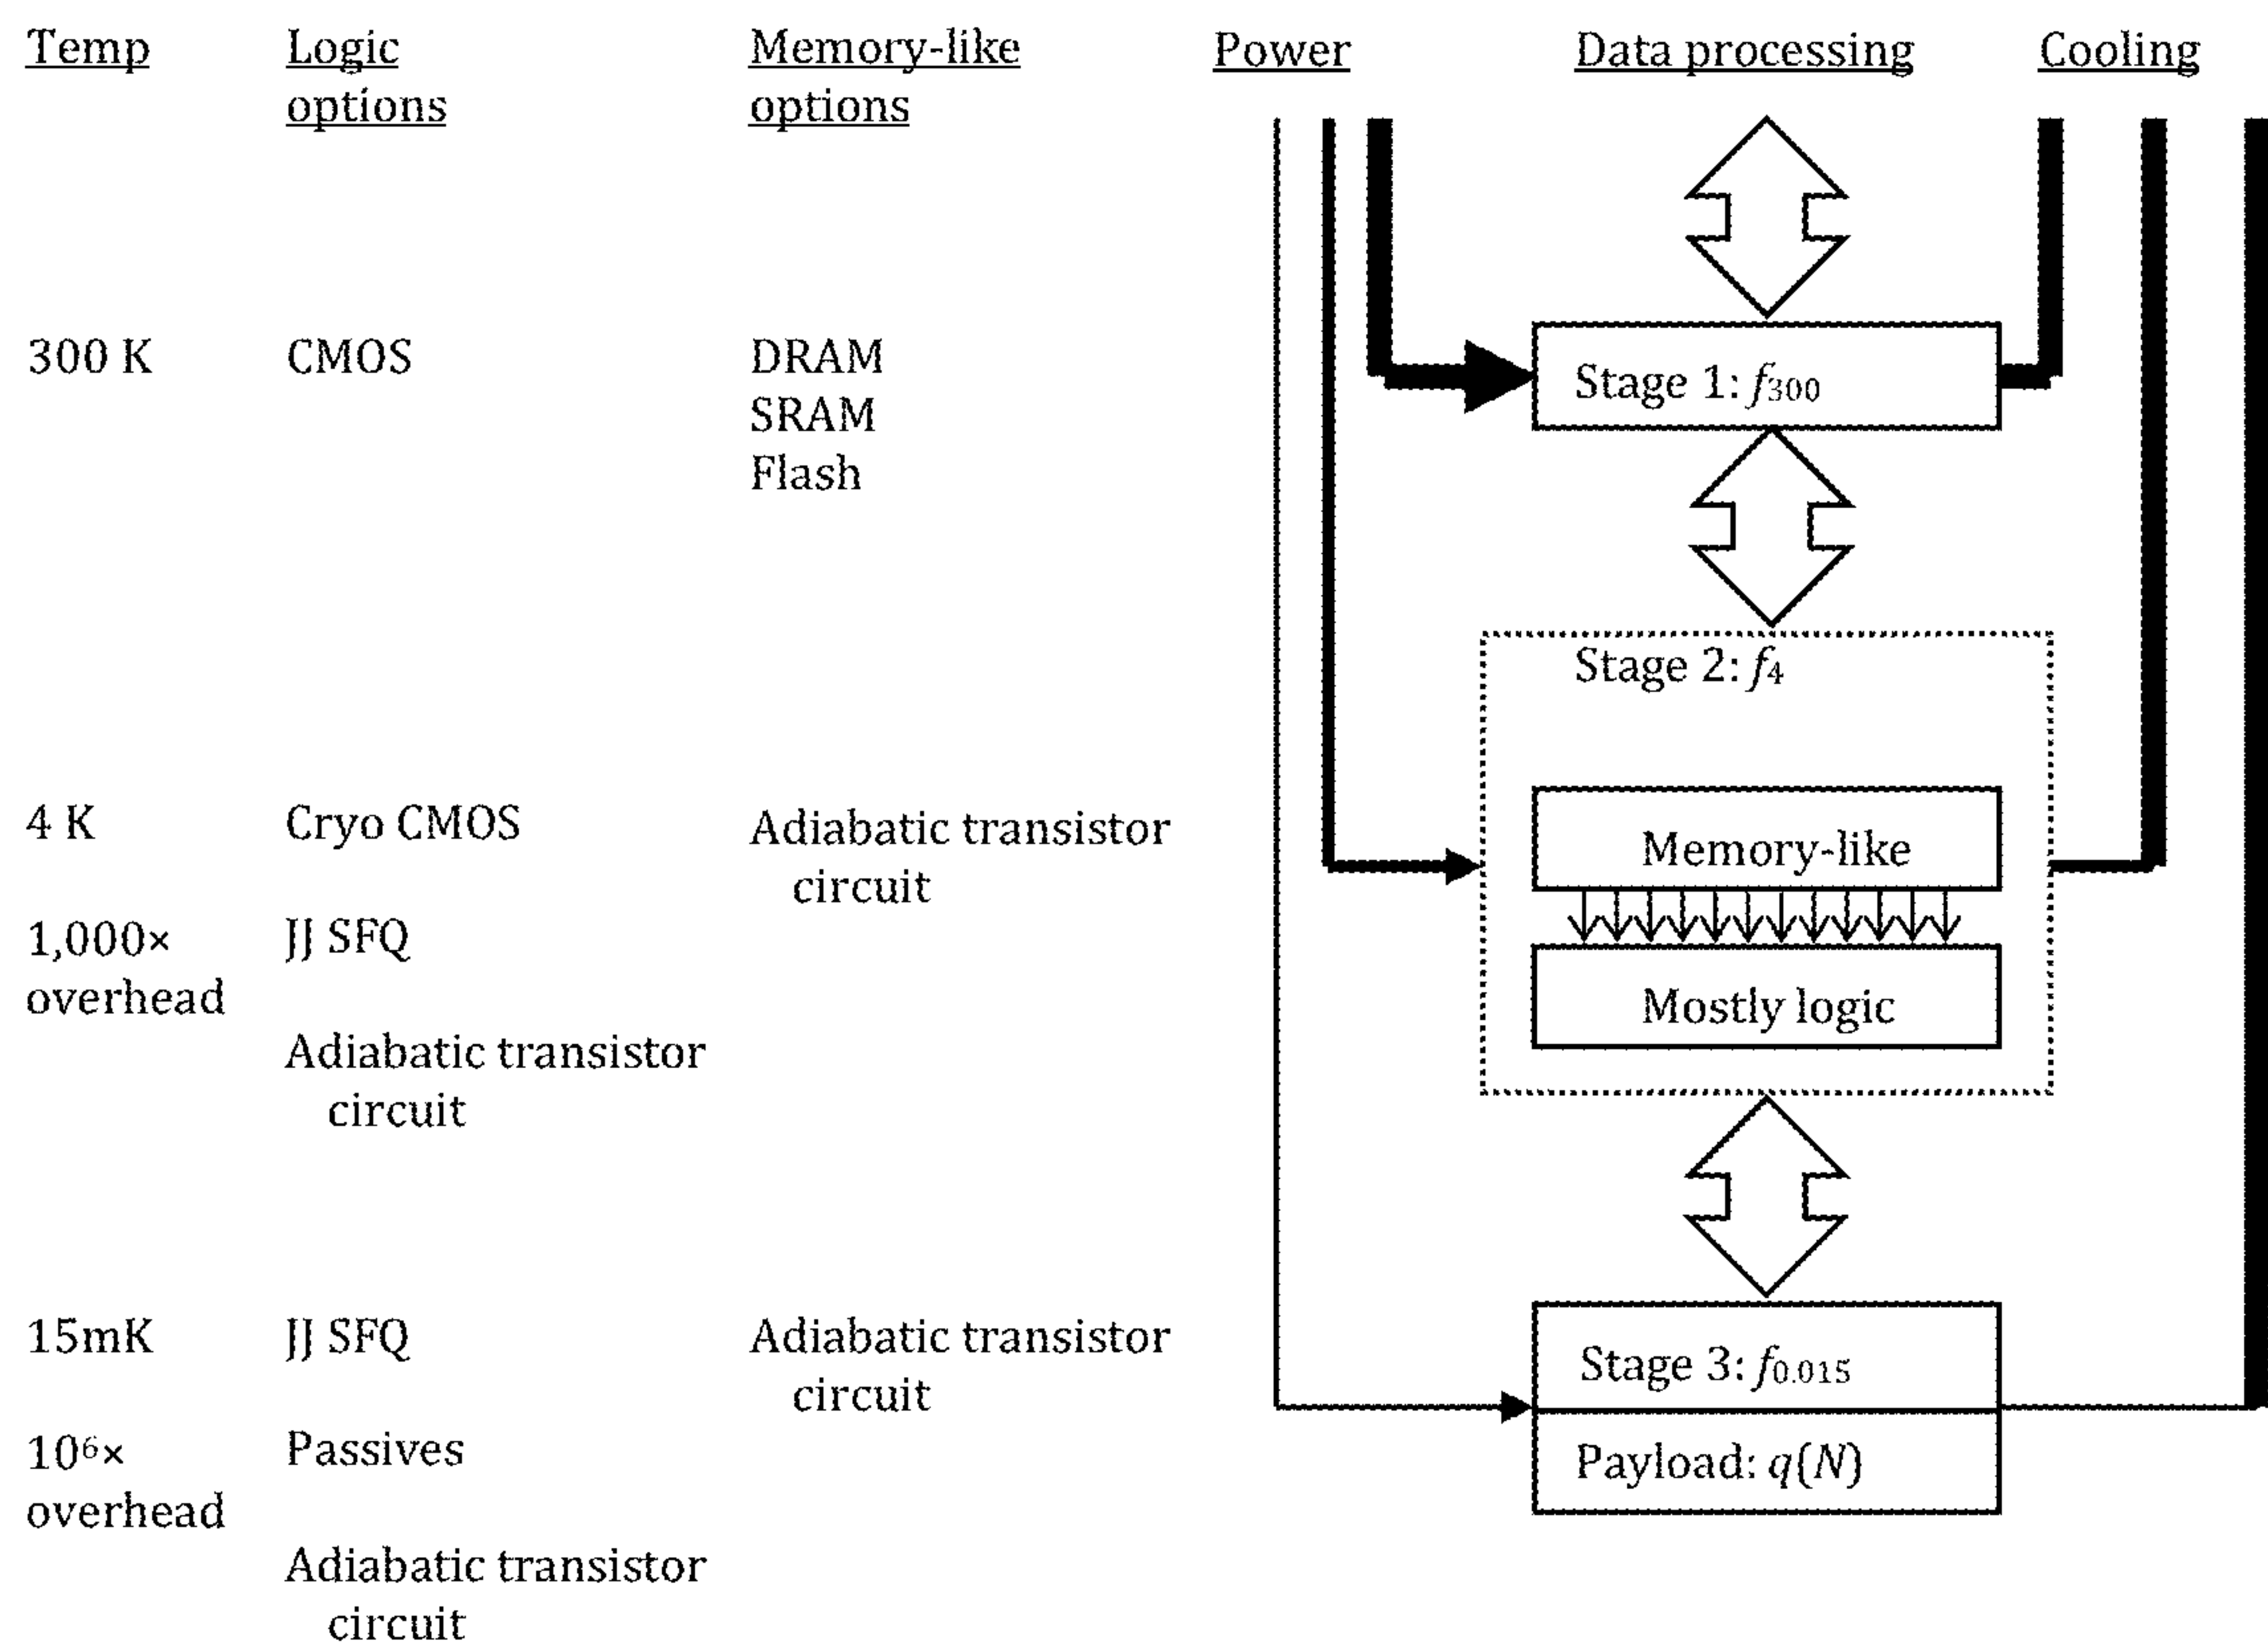 Temp
Logic
options
Memory-like
options
Power
Data processing
Cooling
300 K
CMOS
DRAM
SRAM
Flash
Stage 1: f300
Stage 2: f4
4 K
Cryo CMOS
Adiabatic transistor
circuit
Memory-like
1,000×
overhead
JJ SFQ
Mostly logic
Adiabatic transistor
circuit
15mK
JJ SFQ
Adiabatic transistor
circuit
Stage 3: f0.015
10⁶×
overhead
Passives
Payload: q(N)
Adiabatic transistor
circuit